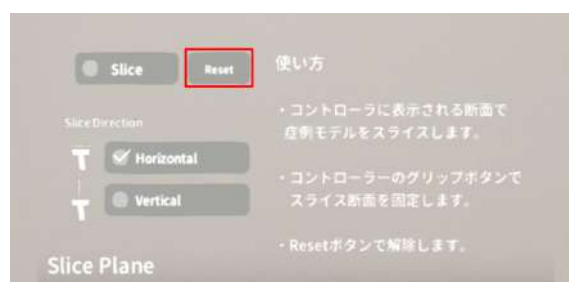 Slice
Reset
SliceDirection
Horizontal
Vertical
Slice Plane
使い方
・コントローラに表示される断面で
症例モデルをスライスします。
・コントローラーのグリップボタンで
スライス断面を固定します。
・Resetボタンで解除します。